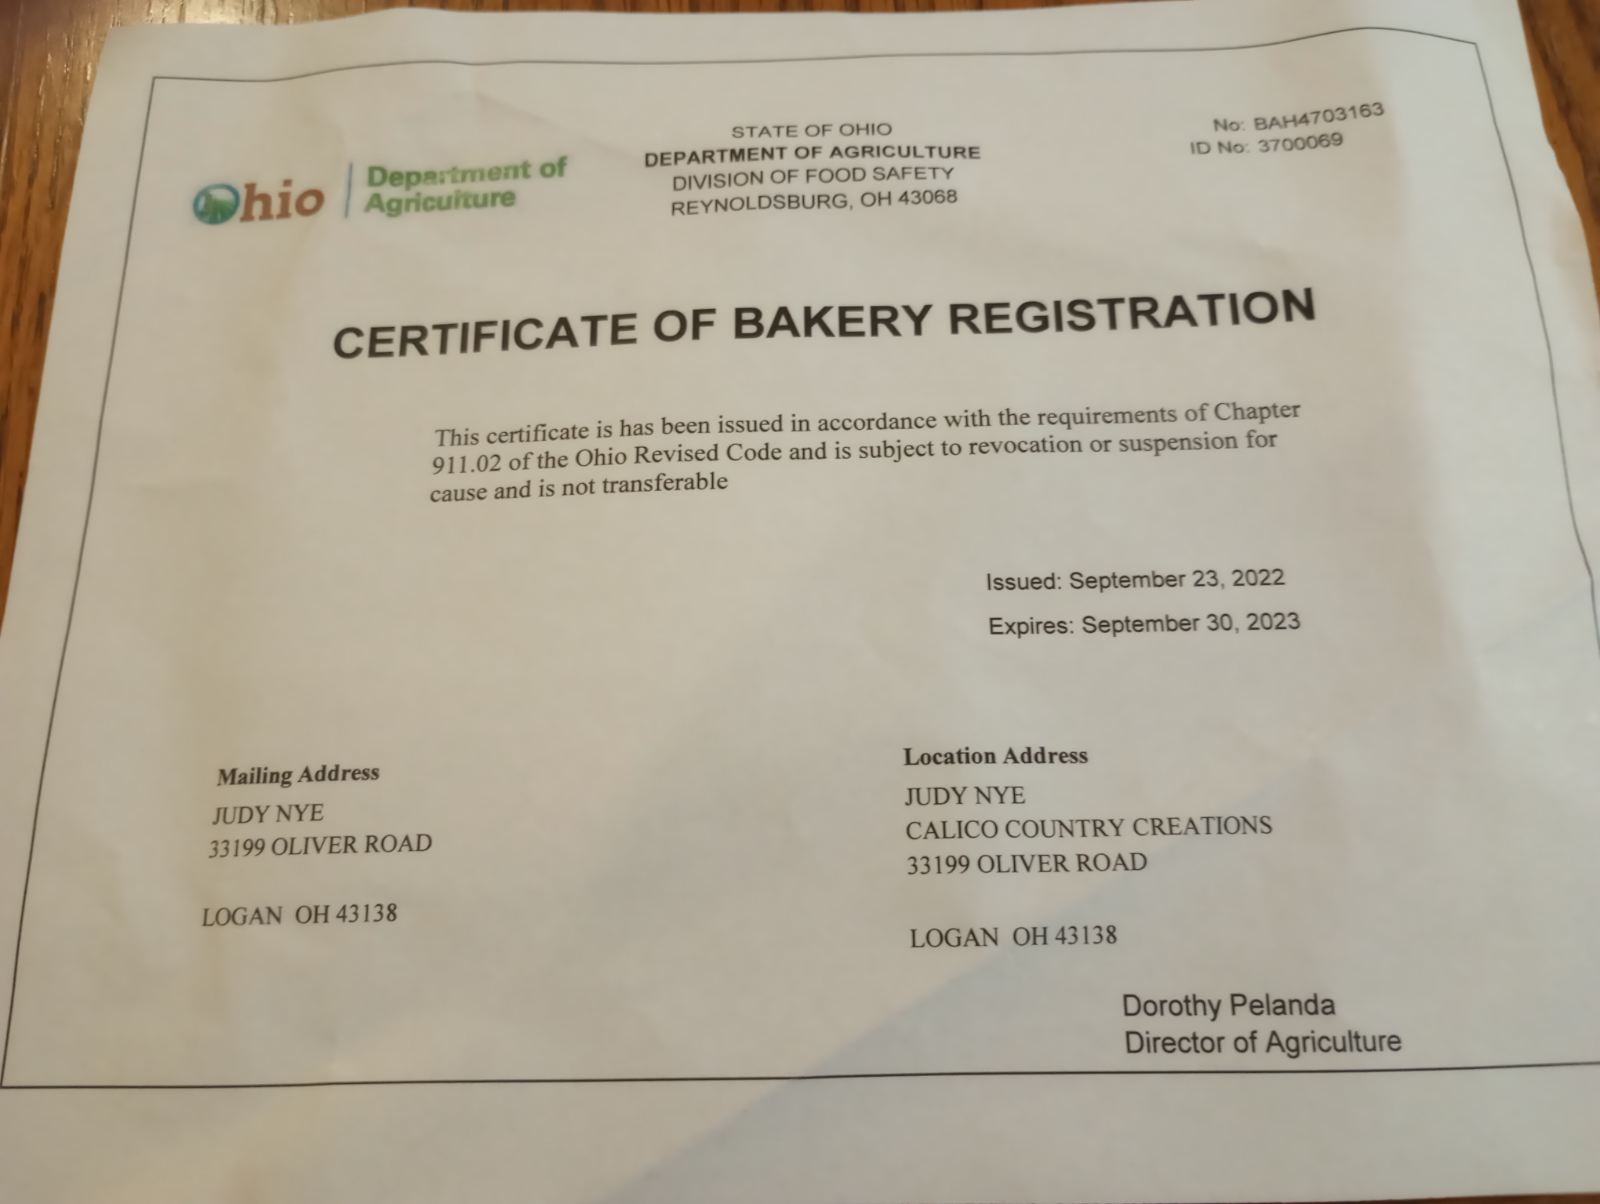 Ohio
Department of
Agriculture
STATE OF OHIO
DEPARTMENT OF AGRICULTURE
DIVISION OF FOOD SAFETY
REYNOLDSBURG, OH 43068
No: BAH4703163
ID No: 3700069
CERTIFICATE OF BAKERY REGISTRATION
This certificate is has been issued in accordance with the requirements of Chapter
911.02 of the Ohio Revised Code and is subject to revocation or suspension for
cause and is not transferable
Issued: September 23, 2022
Expires: September 30, 2023
Mailing Address
JUDY NYE
33199 OLIVER ROAD
LOGAN OH 43138
Location Address
JUDY NYE
CALICO COUNTRY CREATIONS
33199 OLIVER ROAD
LOGAN OH 43138
Dorothy Pelanda
Director of Agriculture